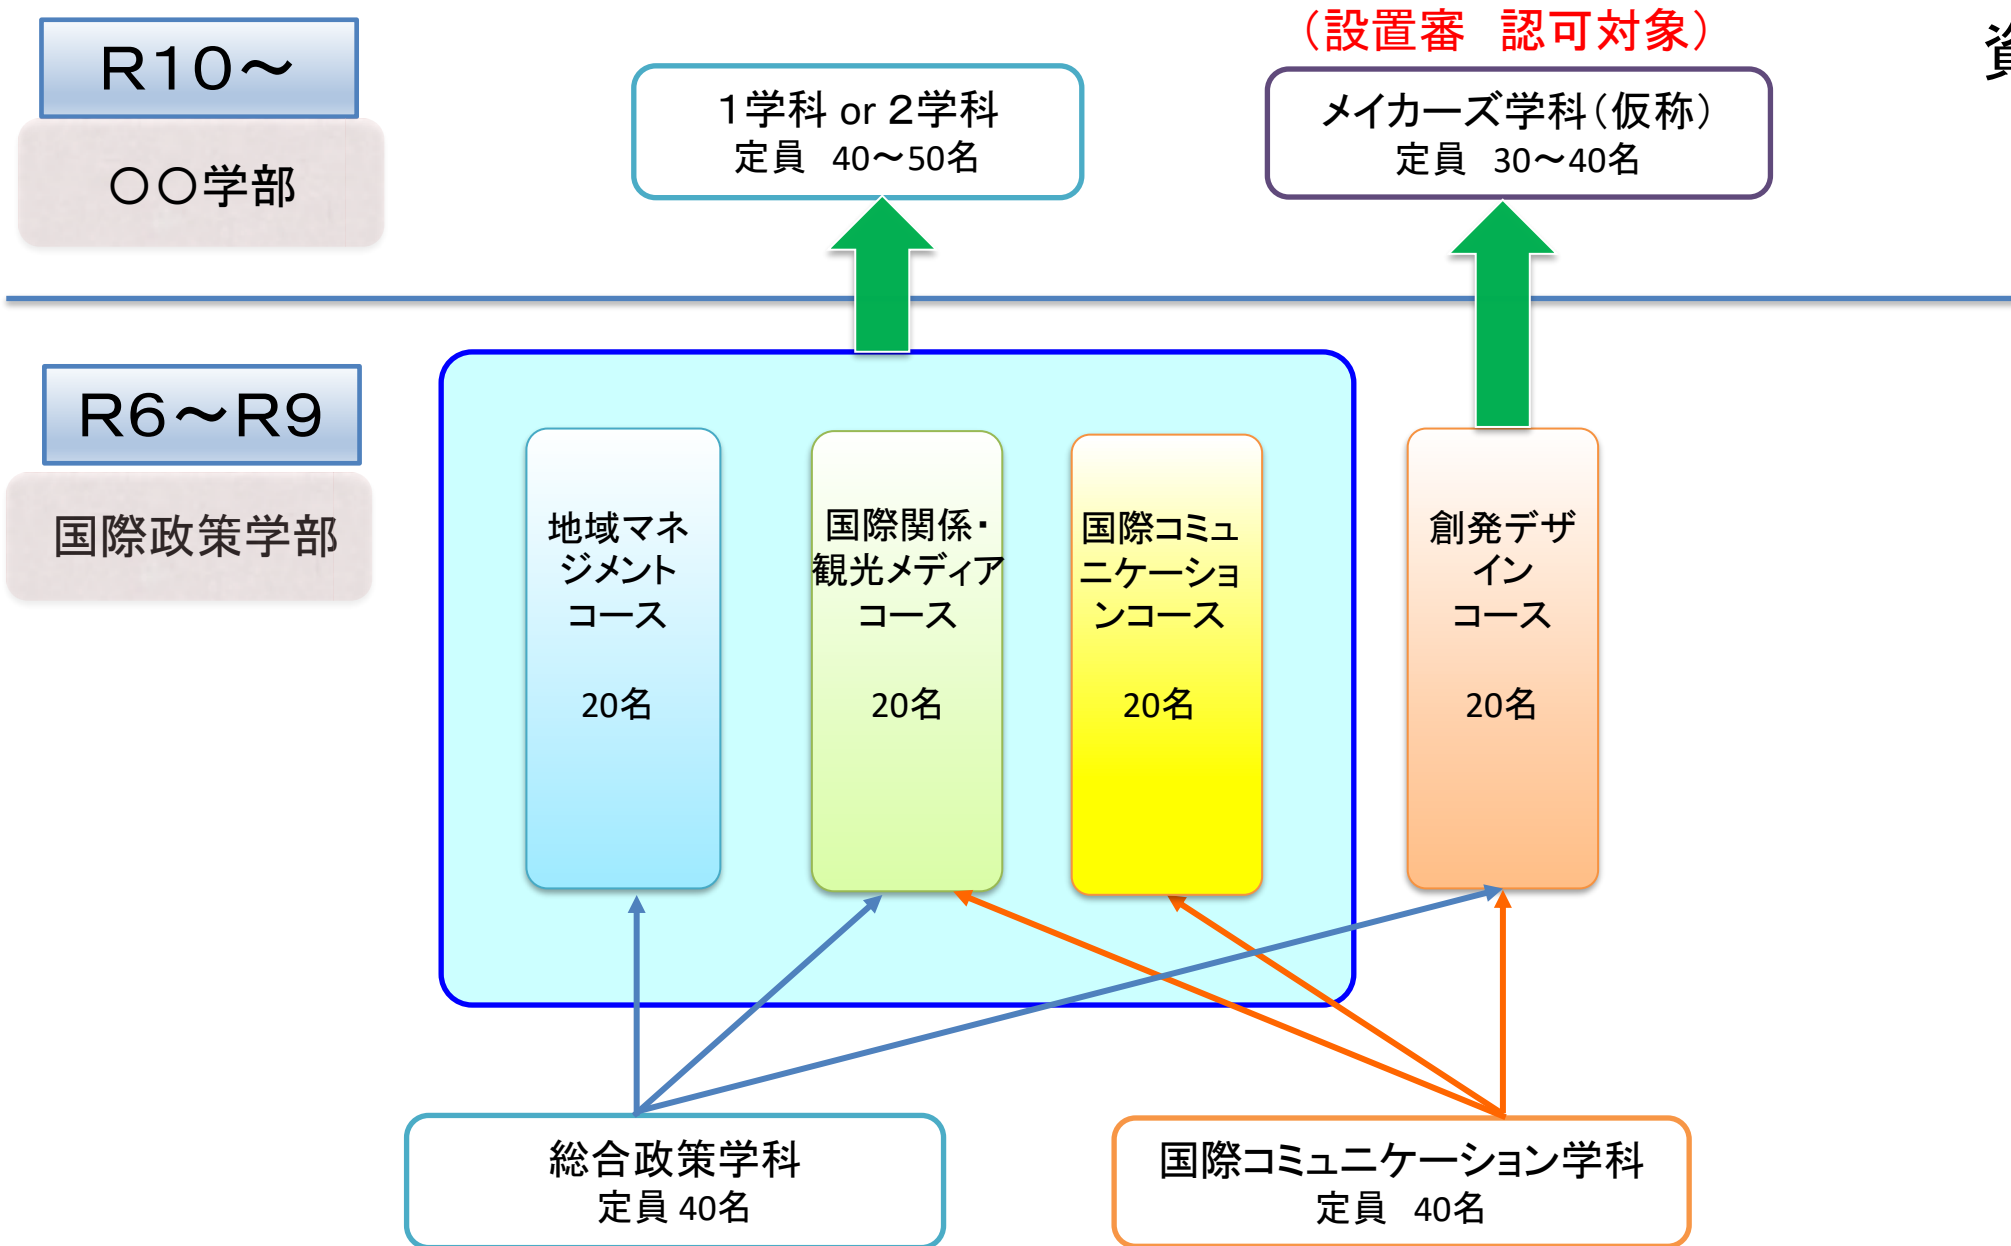 （設置審　認可対象）
資
R10～
〇〇学部
1学科 or 2学科
定員　40～50名
メイカーズ学科（仮称）
定員　30～40名
R6～R9
国際政策学部
地域マネ
ジメント
コース
20名
国際関係・
観光メディア
コース
20名
国際コミュ
ニケーショ
ンコース
20名
創発デザ
イン
コース
20名
総合政策学科
定員 40名
国際コミュニケーション学科
定員　40名